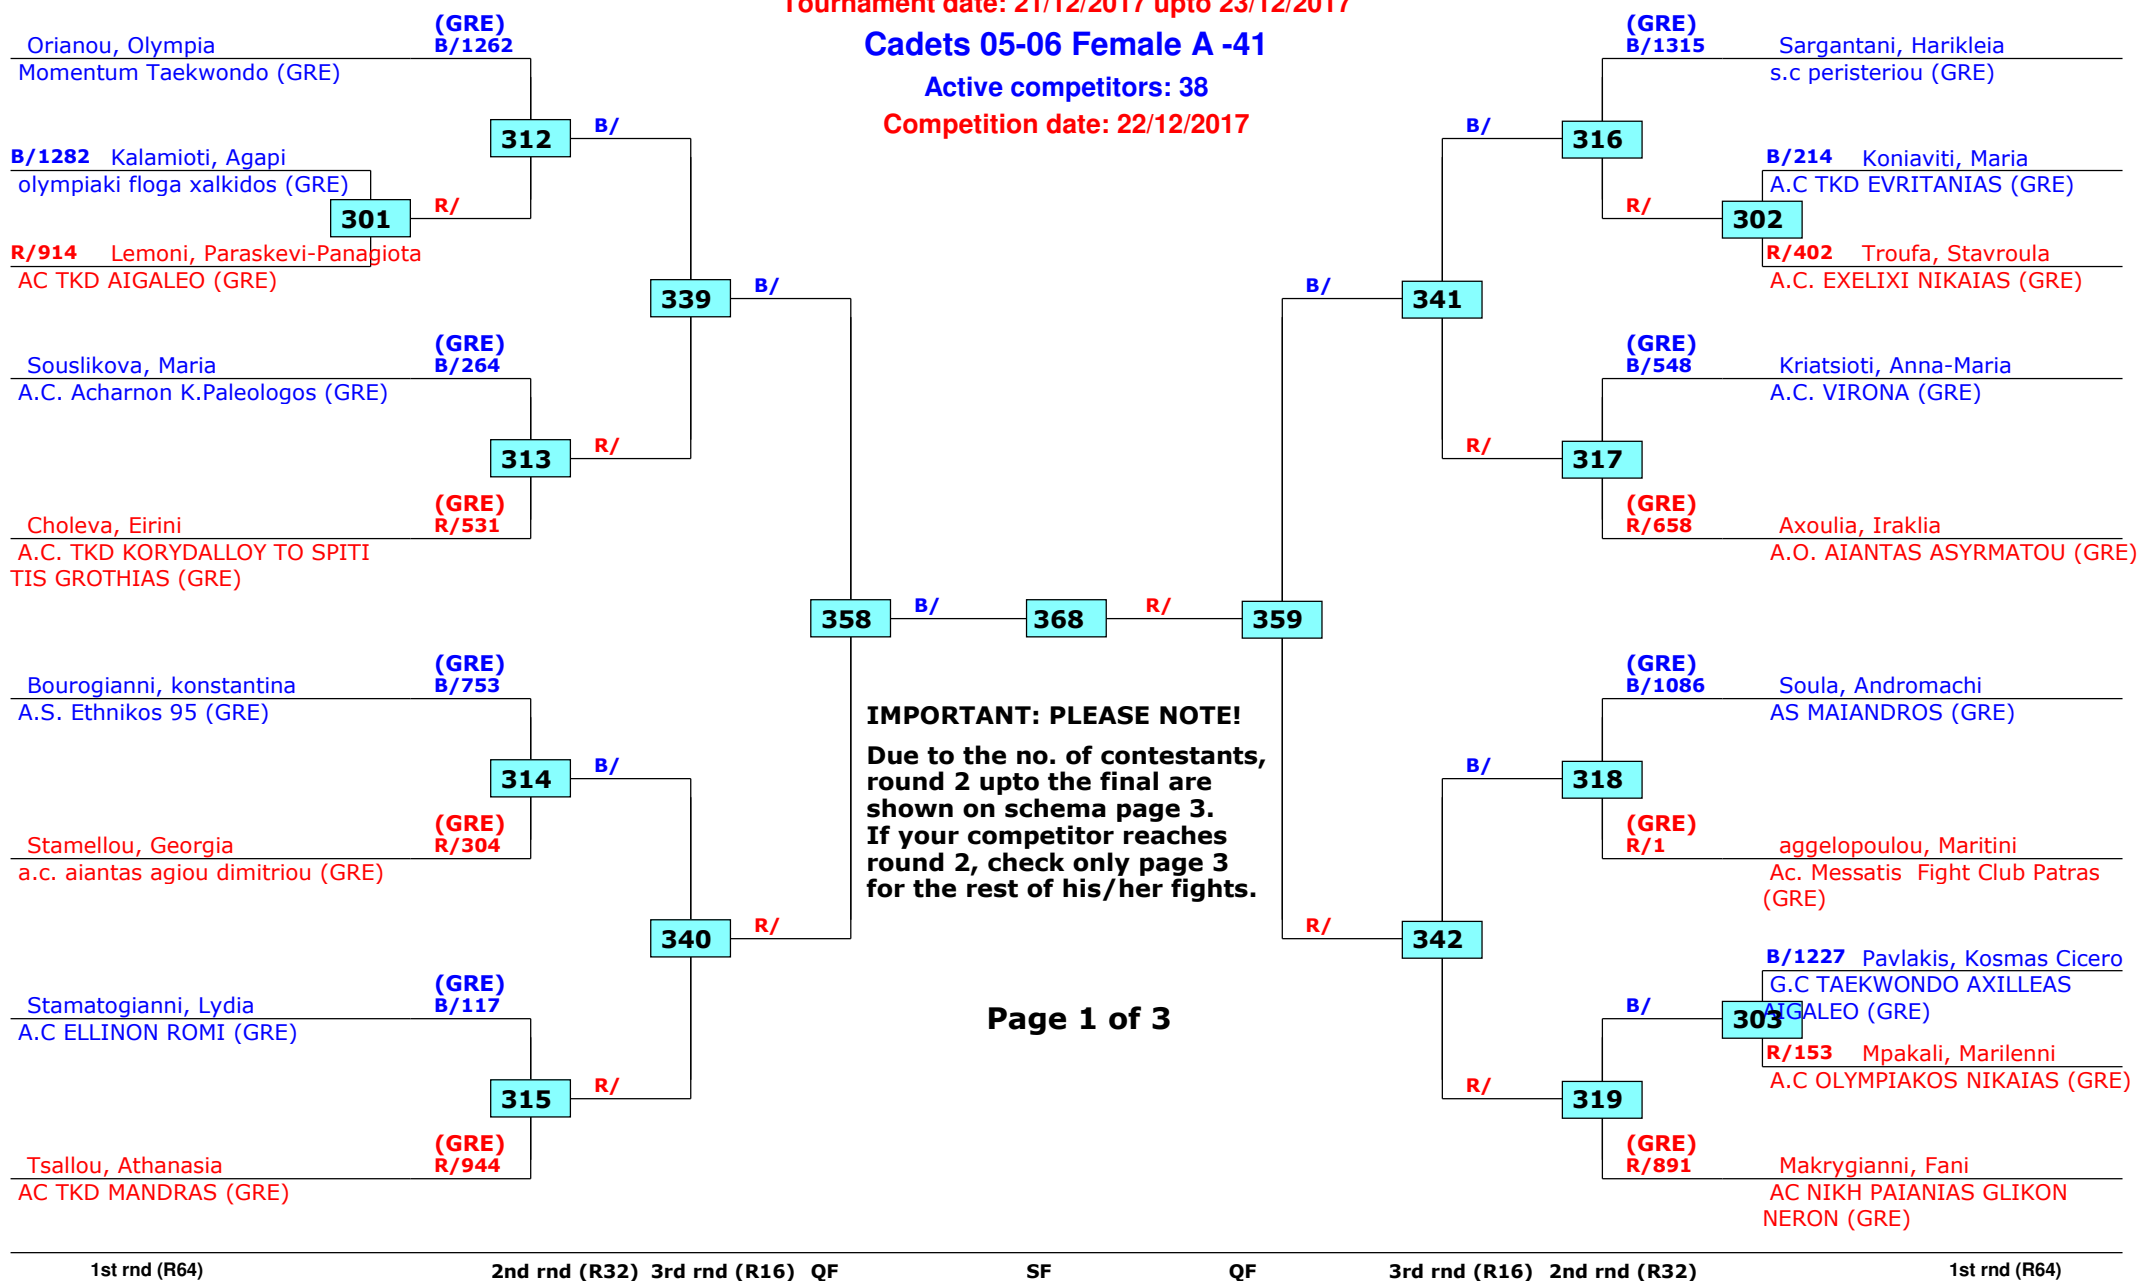 Tournament date: 21/12/2017 upto 23/12/2017
Cadets 05-06 Female A -41
Active competitors: 38
Competition date: 22/12/2017
(GRE)
Orianou, Olympia B/1262
Momentum Taekwondo (GRE)
312
B/
B/1282 Kalamioti, Agapi
olympiaki floga xalkidos (GRE)
301
R/
R/914 Lemoni, Paraskevi-Panagiota
AC TKD AIGALEO (GRE)
339
B/
(GRE)
Souslikova, Maria B/264
A.C. Acharnon K.Paleologos (GRE)
313
R/
(GRE)
Choleva, Eirini R/531
A.C. TKD KORYDALLOY TO SPITI
TIS GROTHIAS (GRE)
358
B/
368
R/
359
(GRE)
Bourogianni, konstantina B/753
A.S. Ethnikos 95 (GRE)
314
B/
(GRE)
Stamellou, Georgia R/304
a.c. aiantas agiou dimitriou (GRE)
340
R/
(GRE)
Stamatogianni, Lydia B/117
A.C ELLINON ROMI (GRE)
315
R/
(GRE)
Tsallou, Athanasia R/944
AC TKD MANDRAS (GRE)
IMPORTANT: PLEASE NOTE!
Due to the no. of contestants,
round 2 upto the final are
shown on schema page 3.
If your competitor reaches
round 2, check only page 3
for the rest of his/her fights.
Page 1 of 3
(GRE)
B/1315 Sargantani, Harikleia
s.c peristeriou (GRE)
B/
316
B/214 Koniaviti, Maria
A.C TKD EVRITANIAS (GRE)
R/
302
R/402 Troufa, Stavroula
A.C. EXELIXI NIKAIAS (GRE)
B/
341
(GRE)
B/548 Kriatsioti, Anna-Maria
A.C. VIRONA (GRE)
R/
317
(GRE)
R/658 Axoulia, Iraklia
A.O. AIANTAS ASYRMATOU (GRE)
(GRE)
B/1086 Soula, Andromachi
AS MAIANDROS (GRE)
B/
318
(GRE)
R/1 aggelopoulou, Maritini
Ac. Messatis Fight Club Patras
(GRE)
R/
342
B/1227 Pavlakis, Kosmas Cicero
G.C TAEKWONDO AXILLEAS
AIGALEO (GRE)
B/
303
R/153 Mpakali, Marilenni
A.C OLYMPIAKOS NIKAIAS (GRE)
R/
319
(GRE)
R/891 Makrygianni, Fani
AC NIKH PAIANIAS GLIKON
NERON (GRE)
1st rnd (R64) 2nd rnd (R32) 3rd rnd (R16) QF SF QF 3rd rnd (R16) 2nd rnd (R32) 1st rnd (R64)